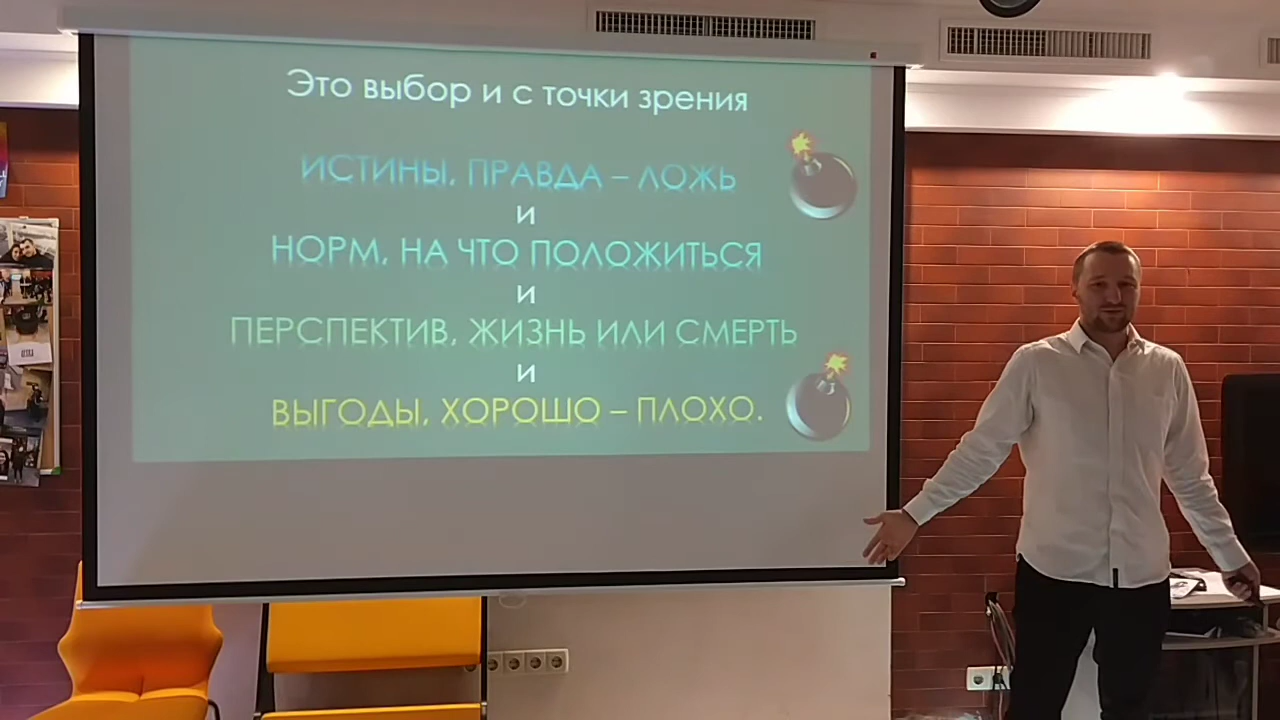 Это выбор и с точки зрения
ИСТИНЫ, ПРАВДА – ЛОЖЬ
и
НОРМ, НА ЧТО ПОЛОЖИТЬСЯ
и
ПЕРСПЕКТИВ, ЖИЗНЬ ИЛИ СМЕРТЬ
и
ВЫГОДЫ, ХОРОШО – ПЛОХО.